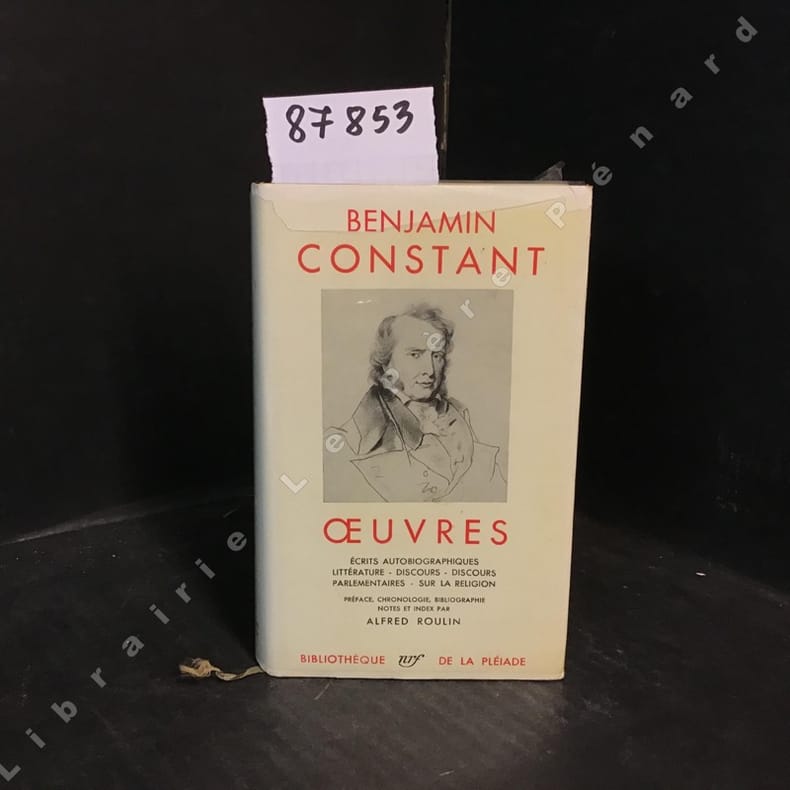 87853
BENJAMIN
CONSTANT
ŒUVRES
ÉCRITS AUTOBIOGRAPHIQUES
LITTÉRATURE - DISCOURS - DISCOURS
PARLEMENTAIRES - SUR LA RELIGION
PRÉFACE, CHRONOLOGIE, BIBLIOGRAPHIE
NOTES ET INDEX PAR
ALFRED ROULIN
BIBLIOTHÈQUE nrf DE LA PLÉIADE
Librairie Le Père Pénard